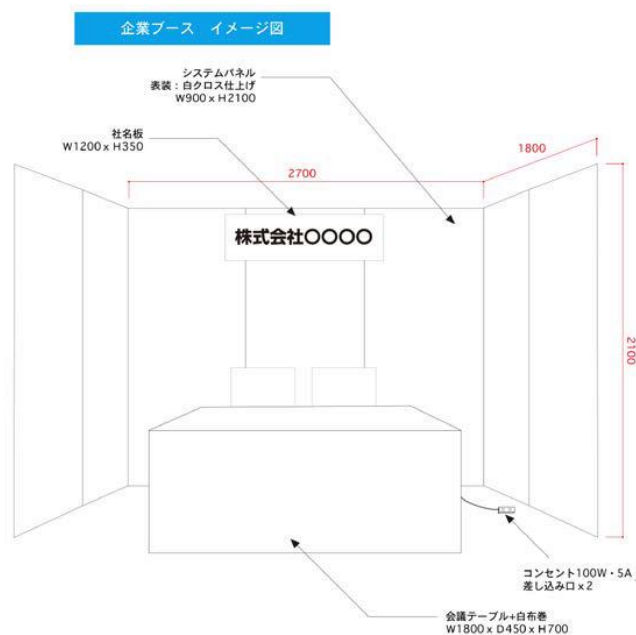 企業ブース　イメージ図
システムパネル
表装：白クロス仕上げ
W900 x H2100
社名板
W1200 x H350
1800
2700
株式会社〇〇〇〇
2100
コンセント100W・5A
差し込み口 x 2
会議テーブル+白布巻
W1800 x D450 x H700